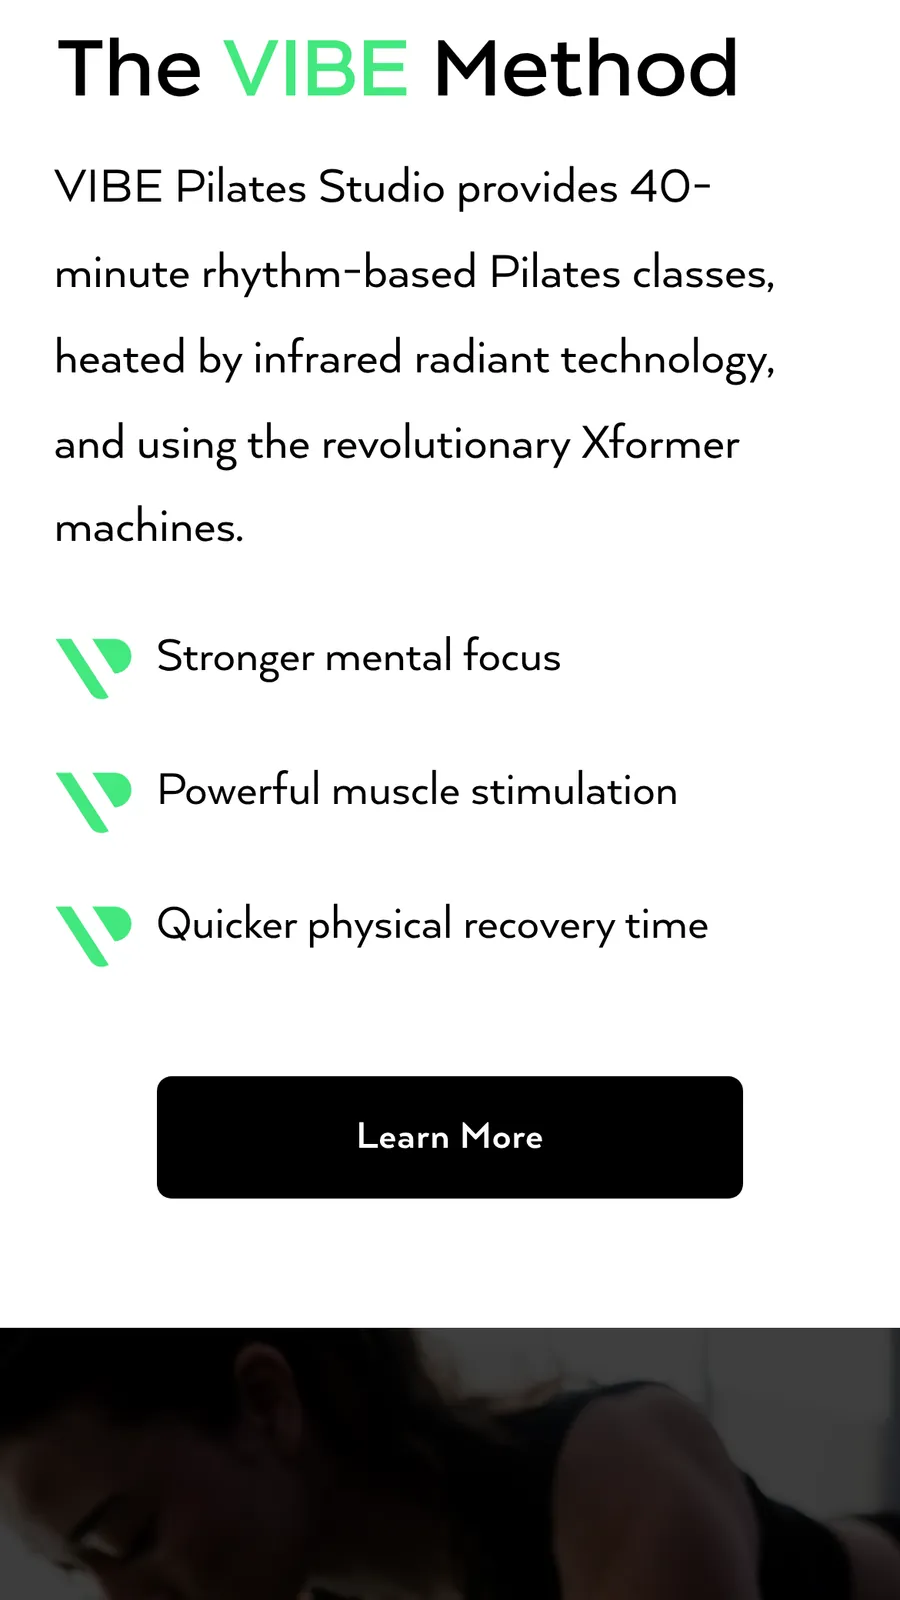 The VIBE Method
VIBE Pilates Studio provides 40-
minute rhythm-based Pilates classes,
heated by infrared radiant technology,
and using the revolutionary Xformer
machines.
Stronger mental focus
Powerful muscle stimulation
Quicker physical recovery time
Learn More